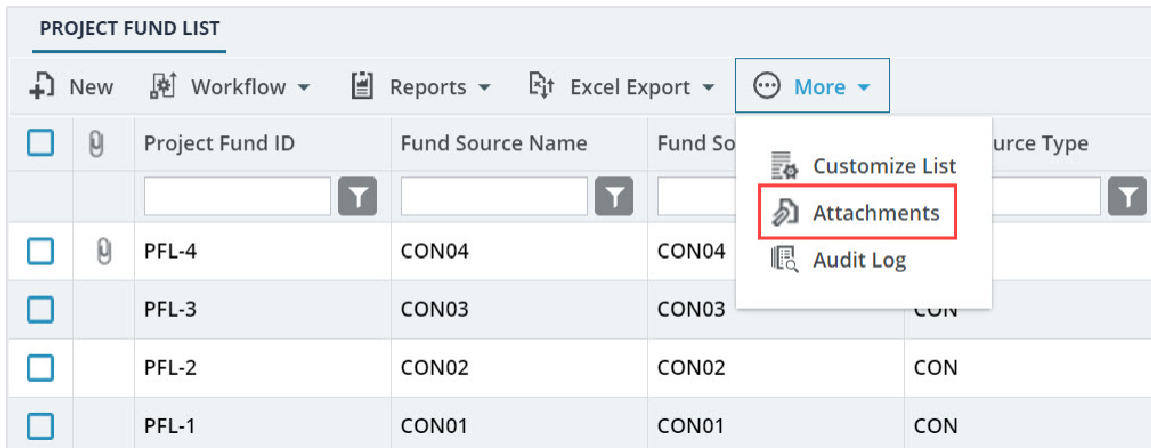 PROJECT FUND LIST
New Workflow Reports Excel Export More
Project Fund ID Fund Source Name Fund So urce Type
Customize List
Attachments
Audit Log
PFL-4 CON04 CON04
PFL-3 CON03 CON03 CON
PFL-2 CON02 CON02 CON
PFL-1 CON01 CON01 CON